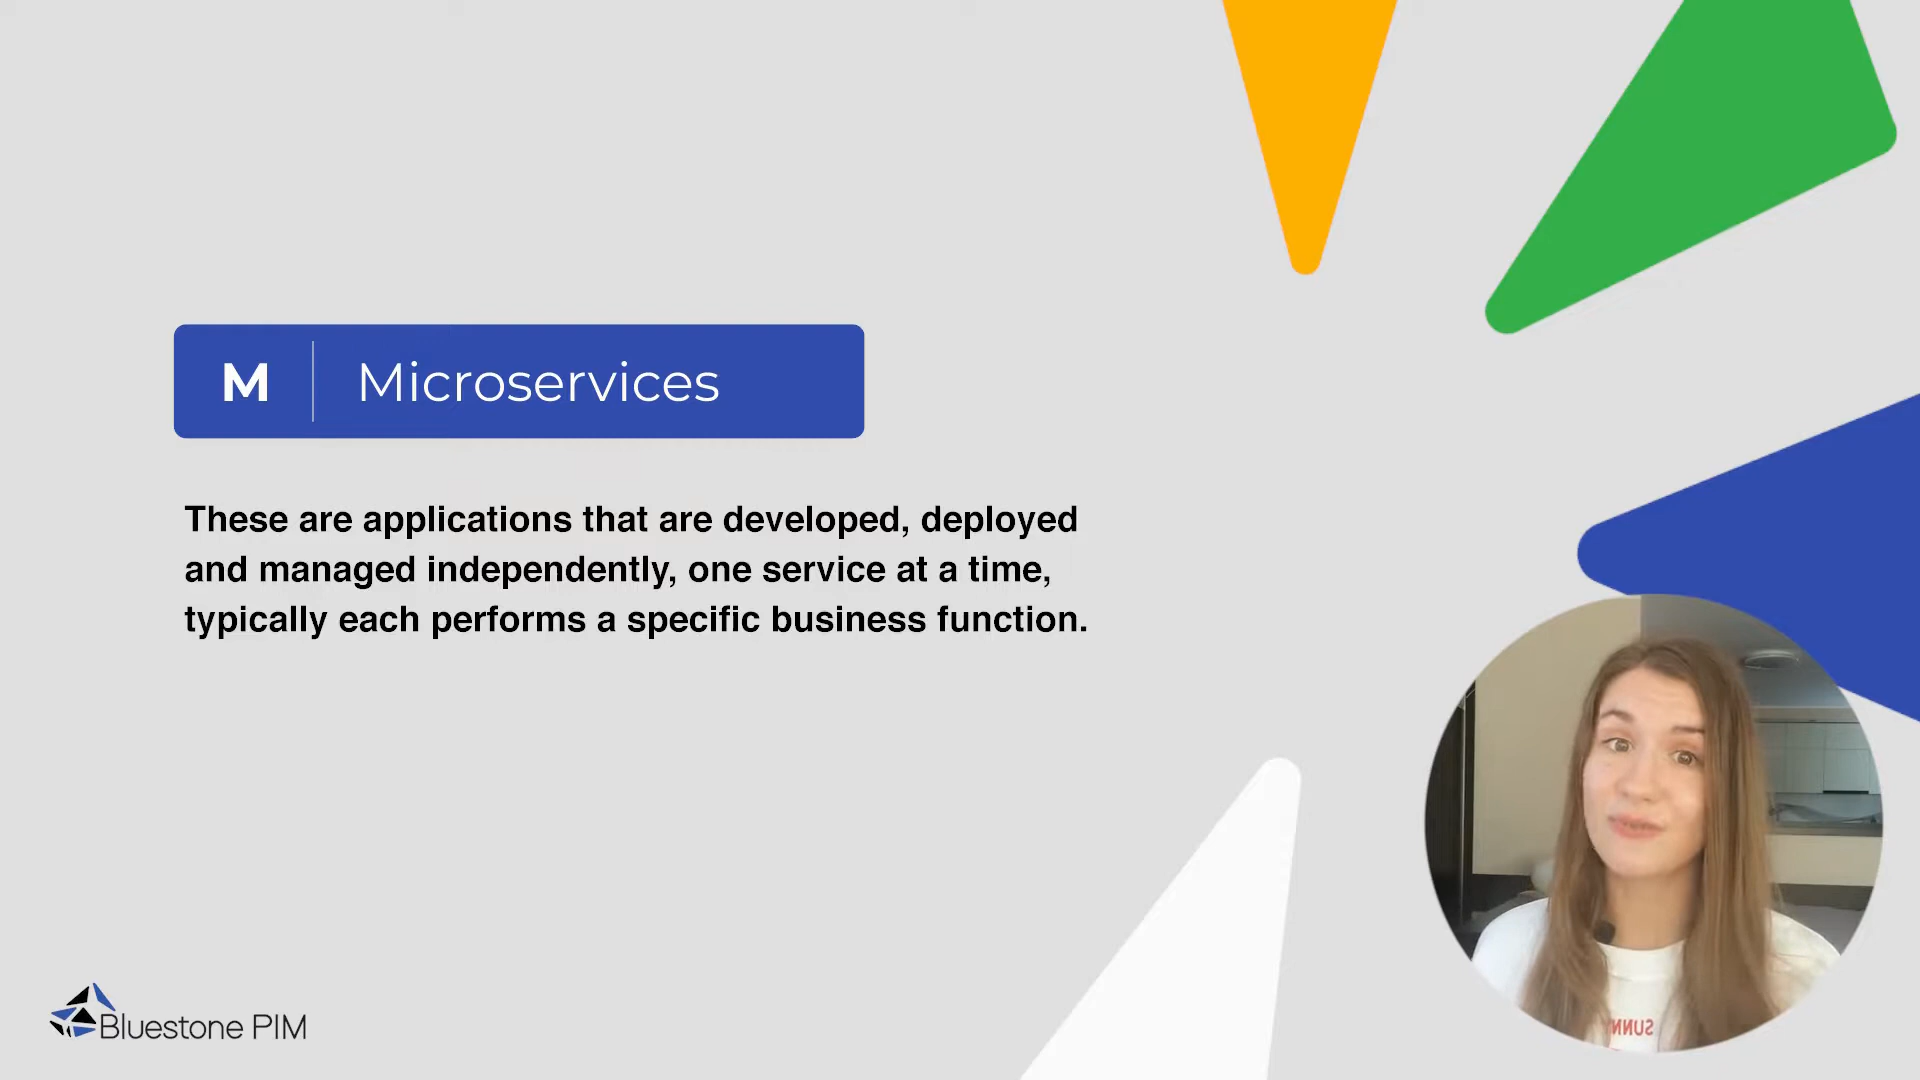 M Microservices
These are applications that are developed, deployed
and managed independently, one service at a time,
typically each performs a specific business function.
SUNN
Bluestone PIM